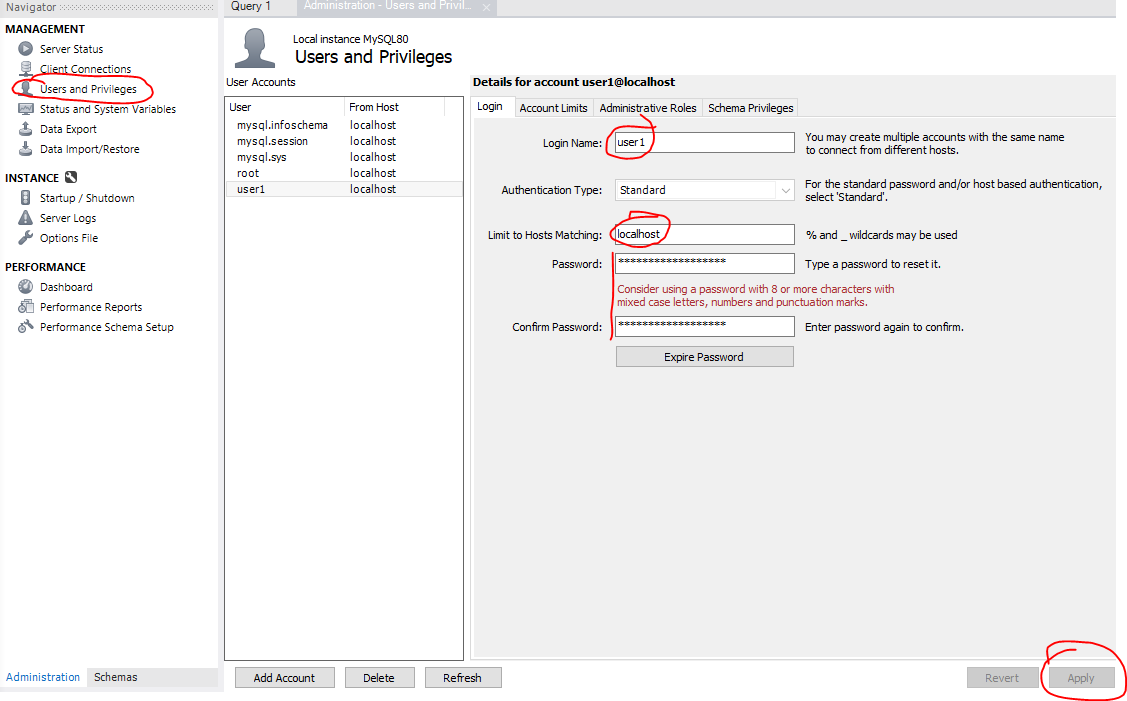 Navigator
MANAGEMENT
Server Status
Client Connections
Users and Privileges
Status and System Variables
Data Export
Data Import/Restore
INSTANCE
Startup / Shutdown
Server Logs
Options File
PERFORMANCE
Dashboard
Performance Reports
Performance Schema Setup
Administration Schemas
Query 1 Administration - Users and Privil...
Local instance MySQL80
Users and Privileges
User Accounts
User From Host
mysql.infoschema localhost
mysql.session localhost
mysql.sys localhost
root localhost
user1 localhost
Add Account Delete Refresh
Details for account user1@localhost
Login Account Limits Administrative Roles Schema Privileges
Login Name: user1 You may create multiple accounts with the same name
to connect from different hosts.
Authentication Type: Standard For the standard password and/or host based authentication,
select 'Standard'.
Limit to Hosts Matching: localhost % and _ wildcards may be used
Password: ****************** Type a password to reset it.
Consider using a password with 8 or more characters with
mixed case letters, numbers and punctuation marks.
Confirm Password: ****************** Enter password again to confirm.
Expire Password
Revert Apply